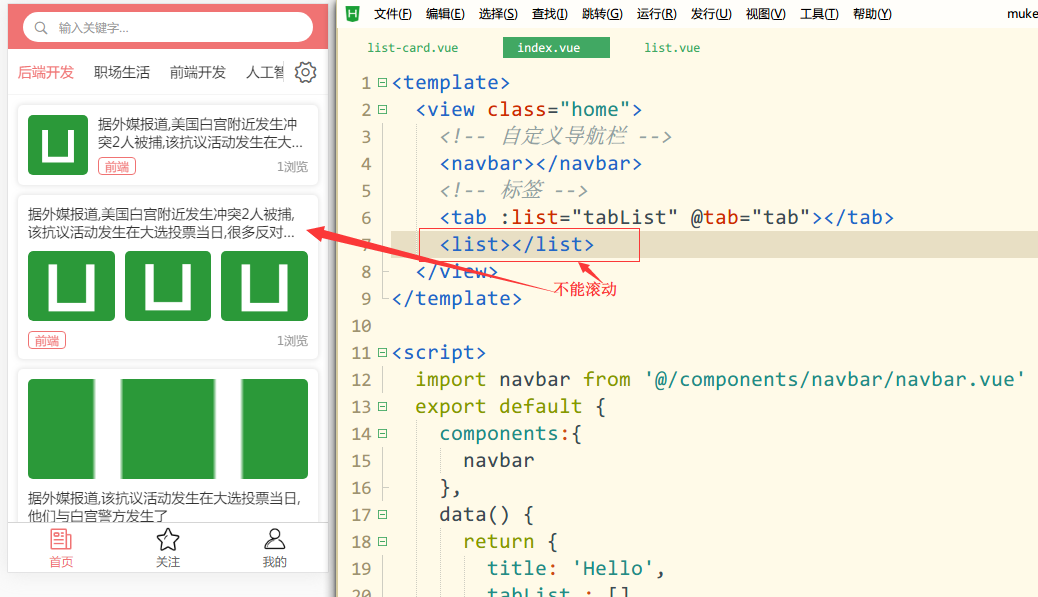 输入关键字...
后端开发 职场生活 前端开发 人工智
据外媒报道,美国白宫附近发生冲
突2人被捕,该抗议活动发生在大...
前端 1浏览
据外媒报道,美国白宫附近发生冲突2人被捕,
该抗议活动发生在大选投票当日,很多反对...
前端 1浏览
据外媒报道,该抗议活动发生在大选投票当日,
他们与白宫警方发生了
首页 关注 我的
H 文件(F) 编辑(E) 选择(S) 查找(I) 跳转(G) 运行(R) 发行(U) 视图(V) 工具(T) 帮助(Y) muke
list-card.vue index.vue list.vue
1 <template>
2 <view class="home">
3 <!-- 自定义导航栏 -->
4 <navbar></navbar>
5 <!-- 标签 -->
6 <tab :list="tabList" @tab="tab"></tab>
7 <list></list>
8 </view>
不能滚动
9 </template>
10
11 <script>
12 import navbar from '@/components/navbar/navbar.vue'
13 export default {
14 components:{
15 navbar
16 },
17 data() {
18 return {
19 title: 'Hello',
20 tabList : []